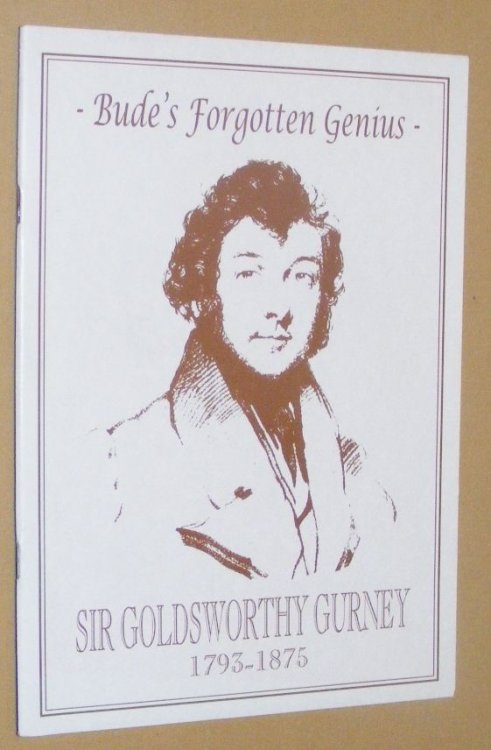 - Bude's Forgotten Genius -
SIR GOLDSWORTHY GURNEY
1793-1875